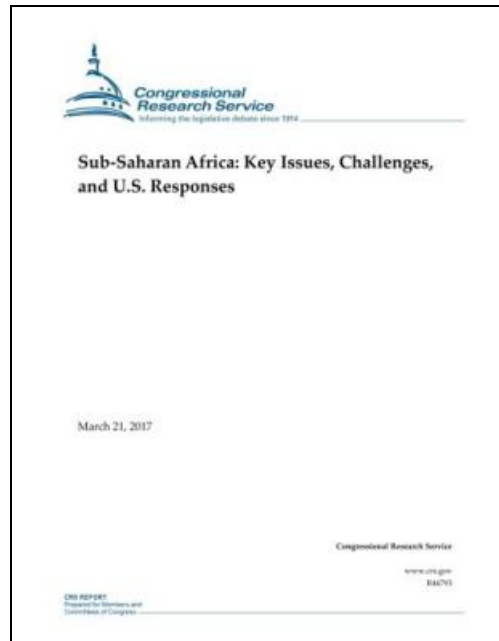 Congressional
Research Service
Informing the legislative debate since 1914
Sub-Saharan Africa: Key Issues, Challenges,
and U.S. Responses
March 21, 2017
Congressional Research Service
www.crs.gov
R44793
CRS REPORT
Prepared for Members and
Committees of Congress